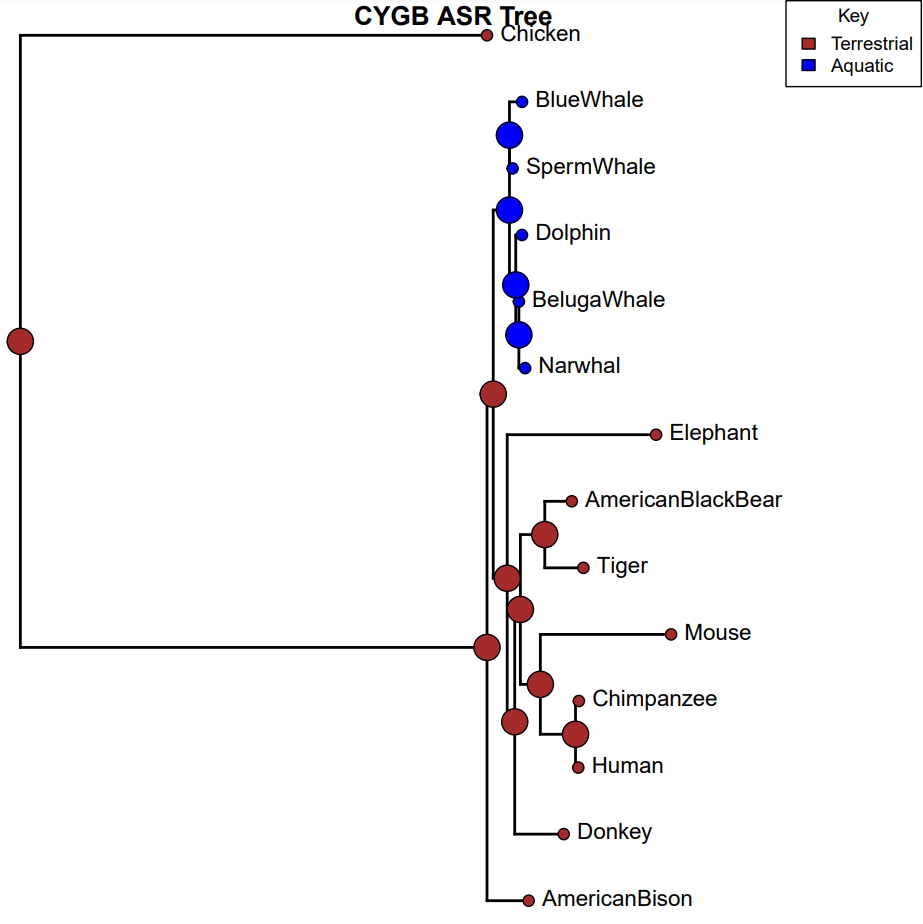 CYGB ASR Tree
Key
Terrestrial
Aquatic
Chicken
BlueWhale
SpermWhale
Dolphin
BelugaWhale
Narwhal
Elephant
AmericanBlackBear
Tiger
Mouse
Chimpanzee
Human
Donkey
AmericanBison